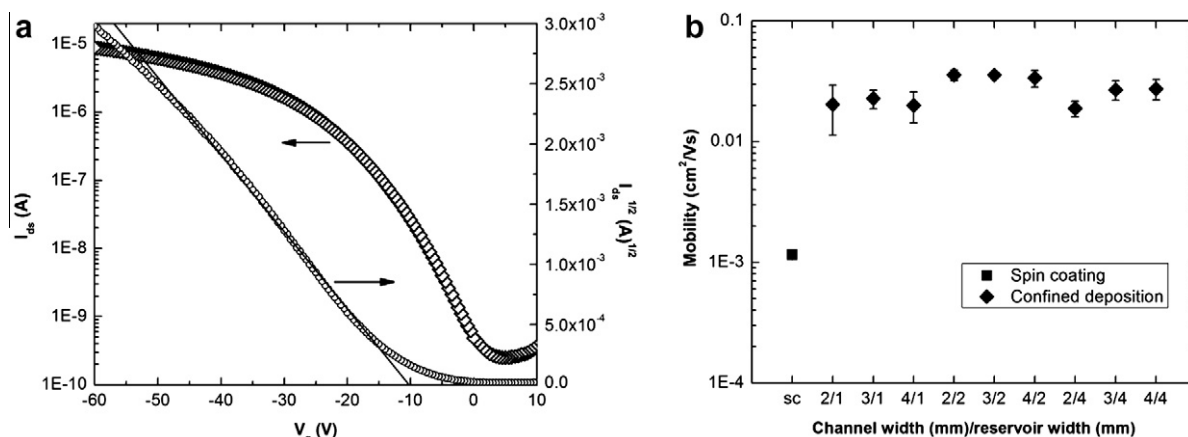 a
1E-5
1E-6
1E-7
1E-8
1E-9
1E-10
I_ds (A)
3.0x10⁻³
2.5x10⁻³
2.0x10⁻³
1.5x10⁻³
1.0x10⁻³
5.0x10⁻⁴
0.0
I_ds^1/2 (A)^1/2
-60 -50 -40 -30 -20 -10 0 10
(V)
b
0.1
0.01
1E-3
1E-4
Mobility (cm²/Vs)
Spin coating
Confined deposition
sc 2/1 3/1 4/1 2/2 3/2 4/2 2/4 3/4 4/4
Channel width (mm)/reservoir width (mm)